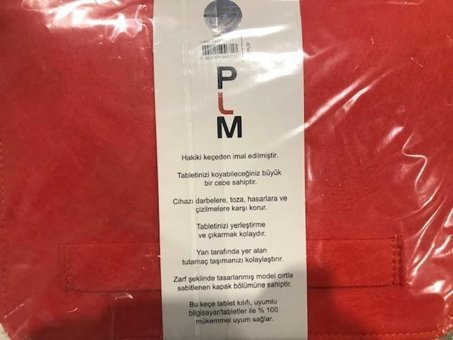 P
L
M
Hakiki keçeden imal edilmiştir.
Tabletinizi koyabileceğiniz büyük
bir cebe sahiptir.
Cihazı darbelere, toza, hasarlara ve
çizilmelere karşı korur.
Tabletinizi yerleştirme
ve çıkarmak kolaydır.
Yan tarafında yer alan
tutamaç taşımanızı kolaylaştırır.
Zarf şeklinde tasarlanmış model cırtla
sabitlenen kapak bölümüne sahiptir.
Bu keçe tablet kılıfı, uyumlu
bilgisayar/tabletler ile % 100
mükemmel uyum sağlar.